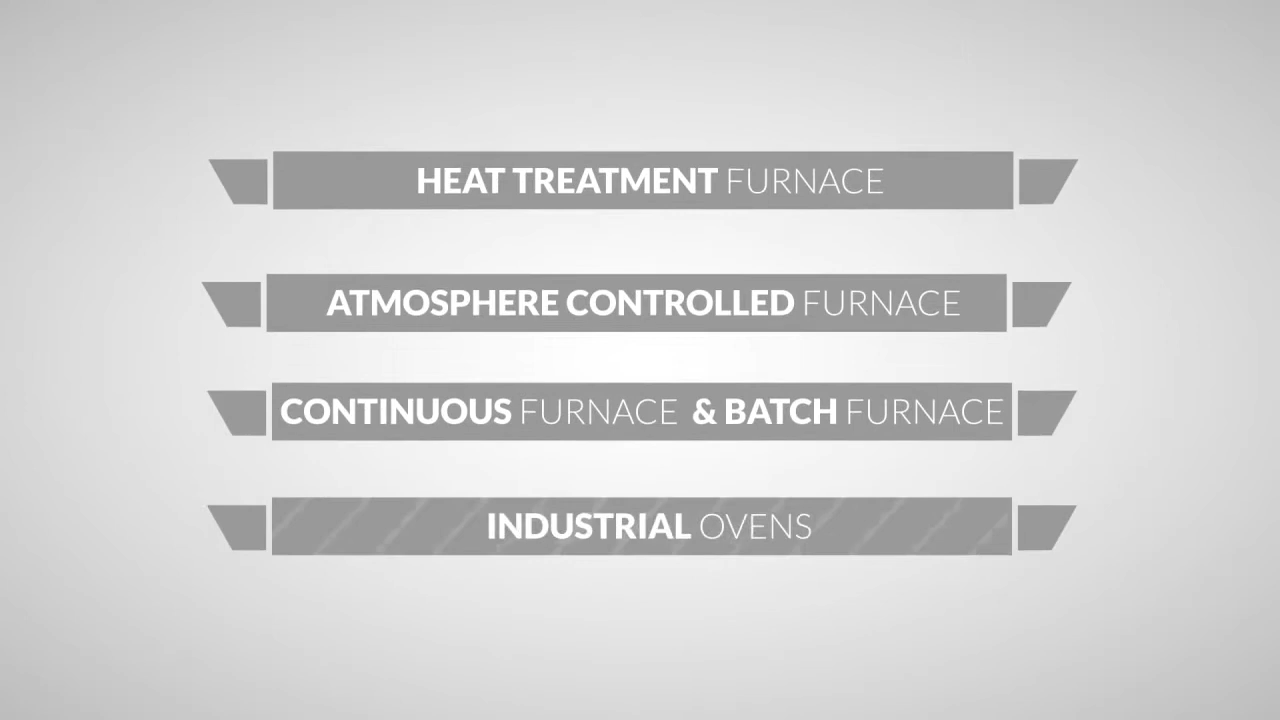 HEAT TREATMENT FURNACE
ATMOSPHERE CONTROLLED FURNACE
CONTINUOUS FURNACE & BATCH FURNACE
INDUSTRIAL OVENS